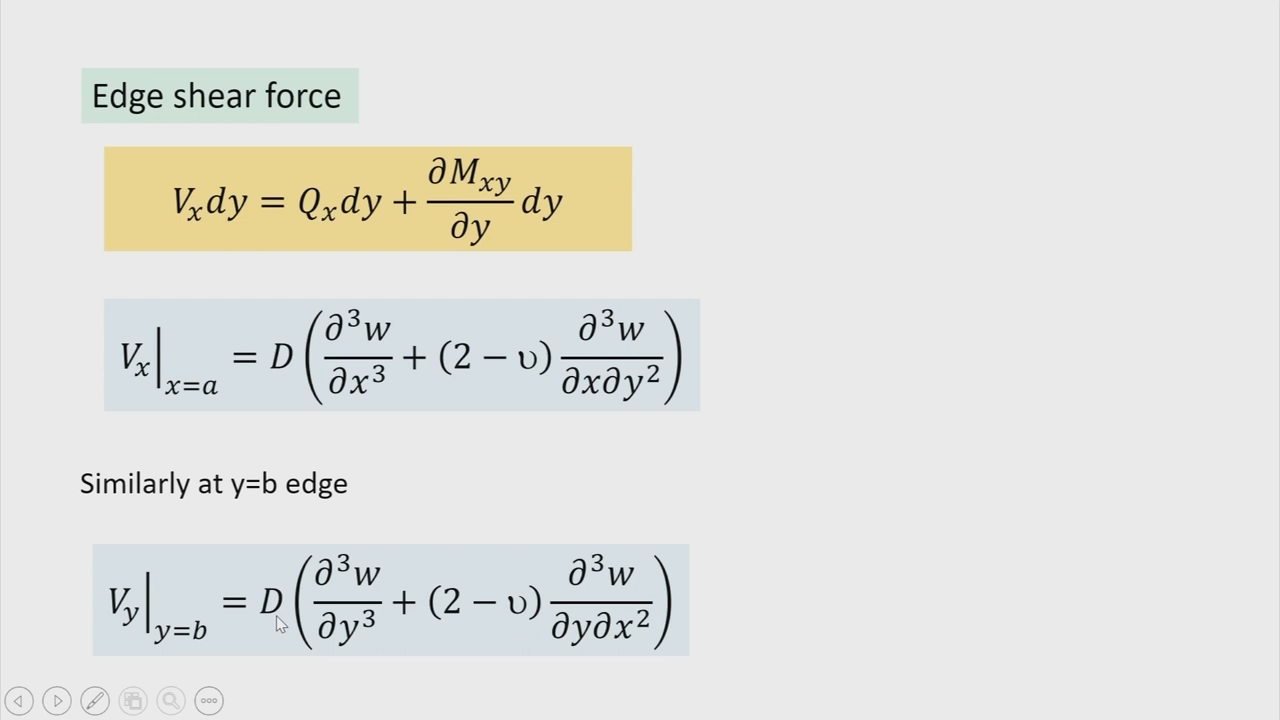 Edge shear force
V_x dy = Q_x dy + ∂M_xy/∂y dy
V_x|_{x=a} = D(∂³w/∂x³ + (2 − υ) ∂³w/∂x∂y²)
Similarly at y=b edge
V_y|_{y=b} = D(∂³w/∂y³ + (2 − υ) ∂³w/∂y∂x²)